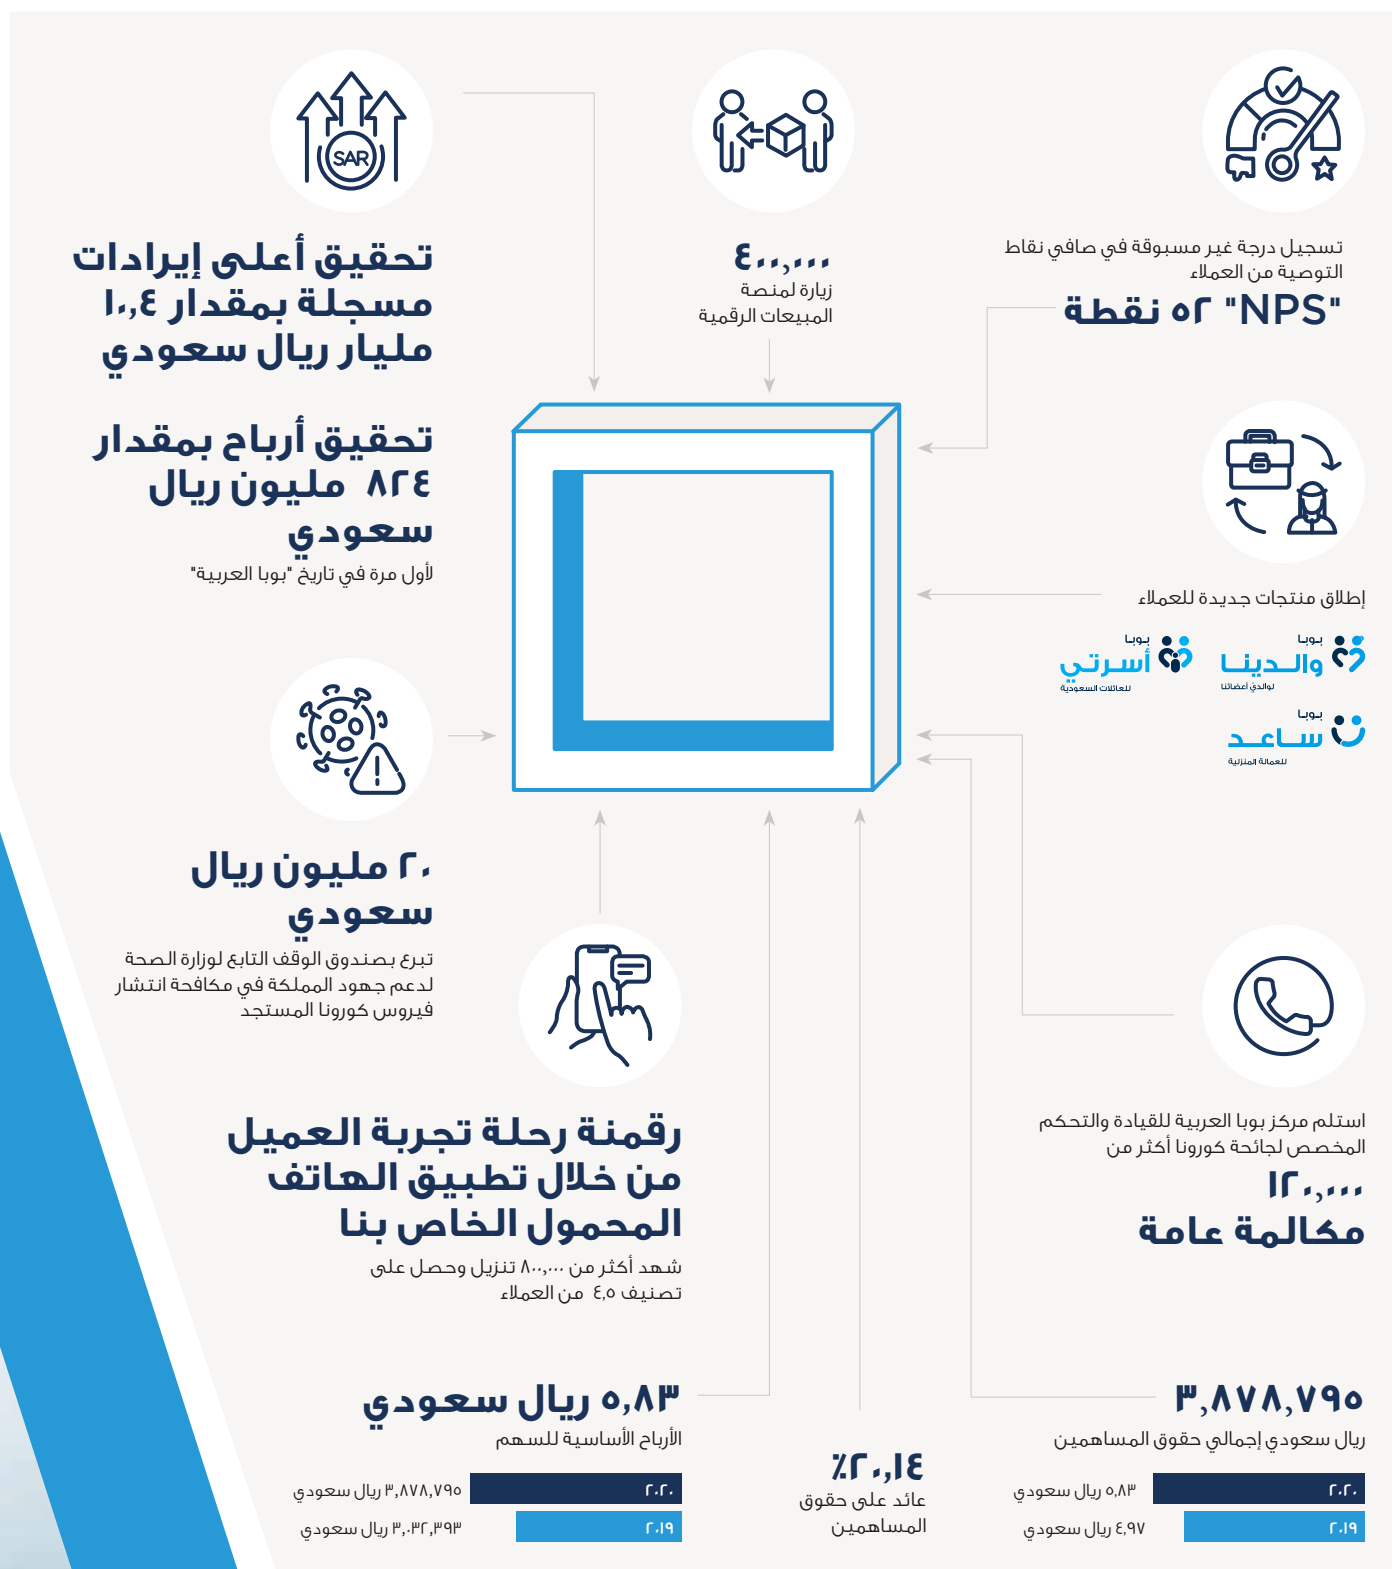 تسجيل درجة غير مسبوقة في صافي نقاط
التوصية من العملاء
"NPS" ٥٢ نقطة
٤٠٠,٠٠٠
زيارة لمنصة
المبيعات الرقمية
SAR
تحقيق أعلى إيرادات
مسجلة بمقدار ١٠,٤
مليار ريال سعودي
تحقيق أرباح بمقدار
٨٢٤ مليون ريال
سعودي
لأول مرة في تاريخ "بوبا العربية"
إطلاق منتجات جديدة للعملاء
بوبا
والدينا
لوالدي أعضائنا
بوبا
أسرتي
للعائلات السعودية
بوبا
ساعد
للعمالة المنزلية
٢٠ مليون ريال
سعودي
تبرع بصندوق الوقف التابع لوزارة الصحة
لدعم جهود المملكة في مكافحة انتشار
فيروس كورونا المستجد
استلم مركز بوبا العربية للقيادة والتحكم
المخصص لجائحة كورونا أكثر من
١٢٠,٠٠٠
مكالمة عامة
رقمنة رحلة تجربة العميل
من خلال تطبيق الهاتف
المحمول الخاص بنا
شهد أكثر من ٨٠٠,٠٠٠ تنزيل وحصل على
تصنيف ٤,٥ من العملاء
٣,٨٧٨,٧٩٥
ريال سعودي إجمالي حقوق المساهمين
٢٠٢٠ ٥,٨٣ ريال سعودي
٢٠١٩ ٤,٩٧ ريال سعودي
٪٢٠,١٤
عائد على حقوق
المساهمين
٥,٨٣ ريال سعودي
الأرباح الأساسية للسهم
٢٠٢٠ ٣,٨٧٨,٧٩٥ ريال سعودي
٢٠١٩ ٣,٠٣٢,٣٩٣ ريال سعودي